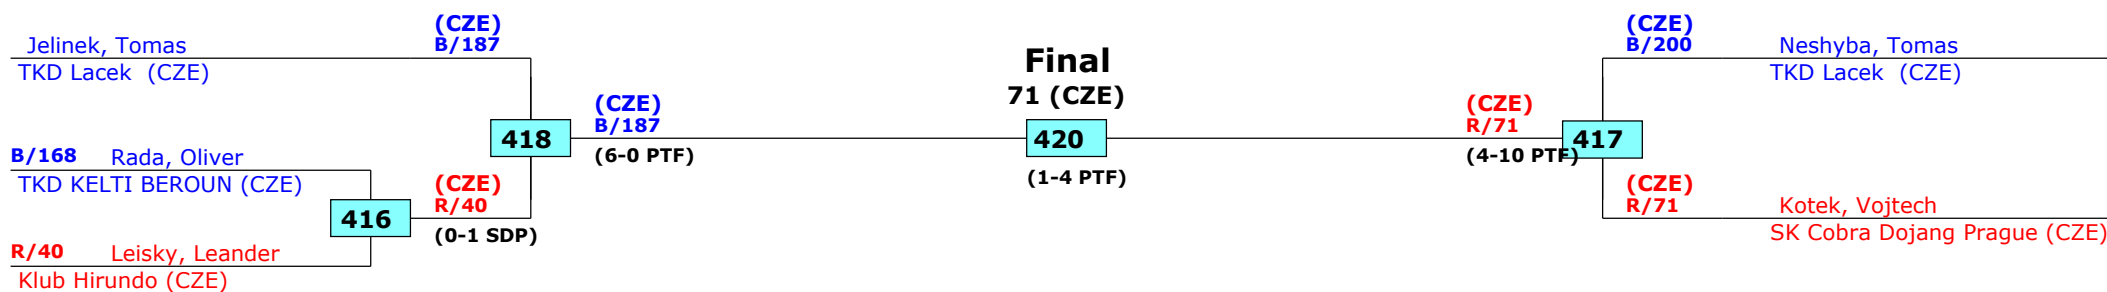 (CZE)
B/187
Jelinek, Tomas
TKD Lacek (CZE)
418
B/168 Rada, Oliver
TKD KELTI BEROUN (CZE)
416
R/40 Leisky, Leander
Klub Hirundo (CZE)
(CZE)
R/40
(0-1 SDP)
(CZE)
B/187
(6-0 PTF)
Final
71 (CZE)
420
(1-4 PTF)
(CZE)
R/71
(4-10 PTF)
417
(CZE)
B/200
Neshyba, Tomas
TKD Lacek (CZE)
(CZE)
R/71
Kotek, Vojtech
SK Cobra Dojang Prague (CZE)